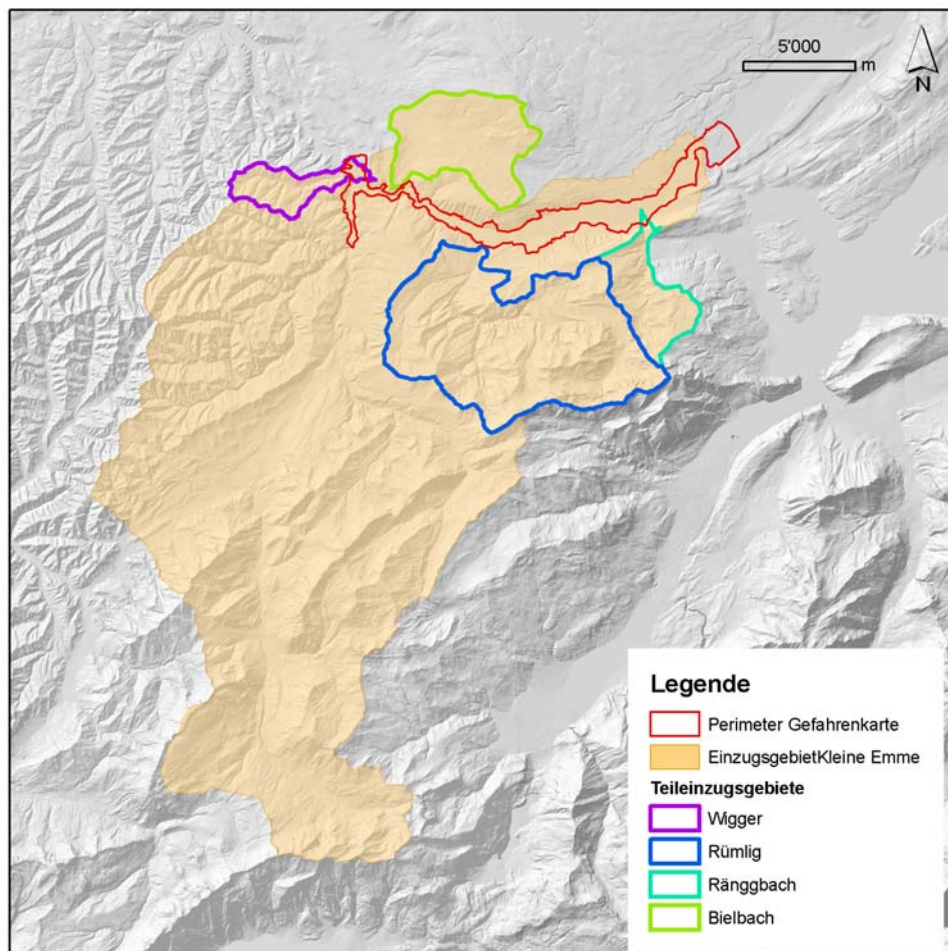 5'000
m
N
Legende
Perimeter Gefahrenkarte
EinzugsgebietKleine Emme
Teileinzugsgebiete
Wigger
Rümlig
Ränggbach
Bielbach